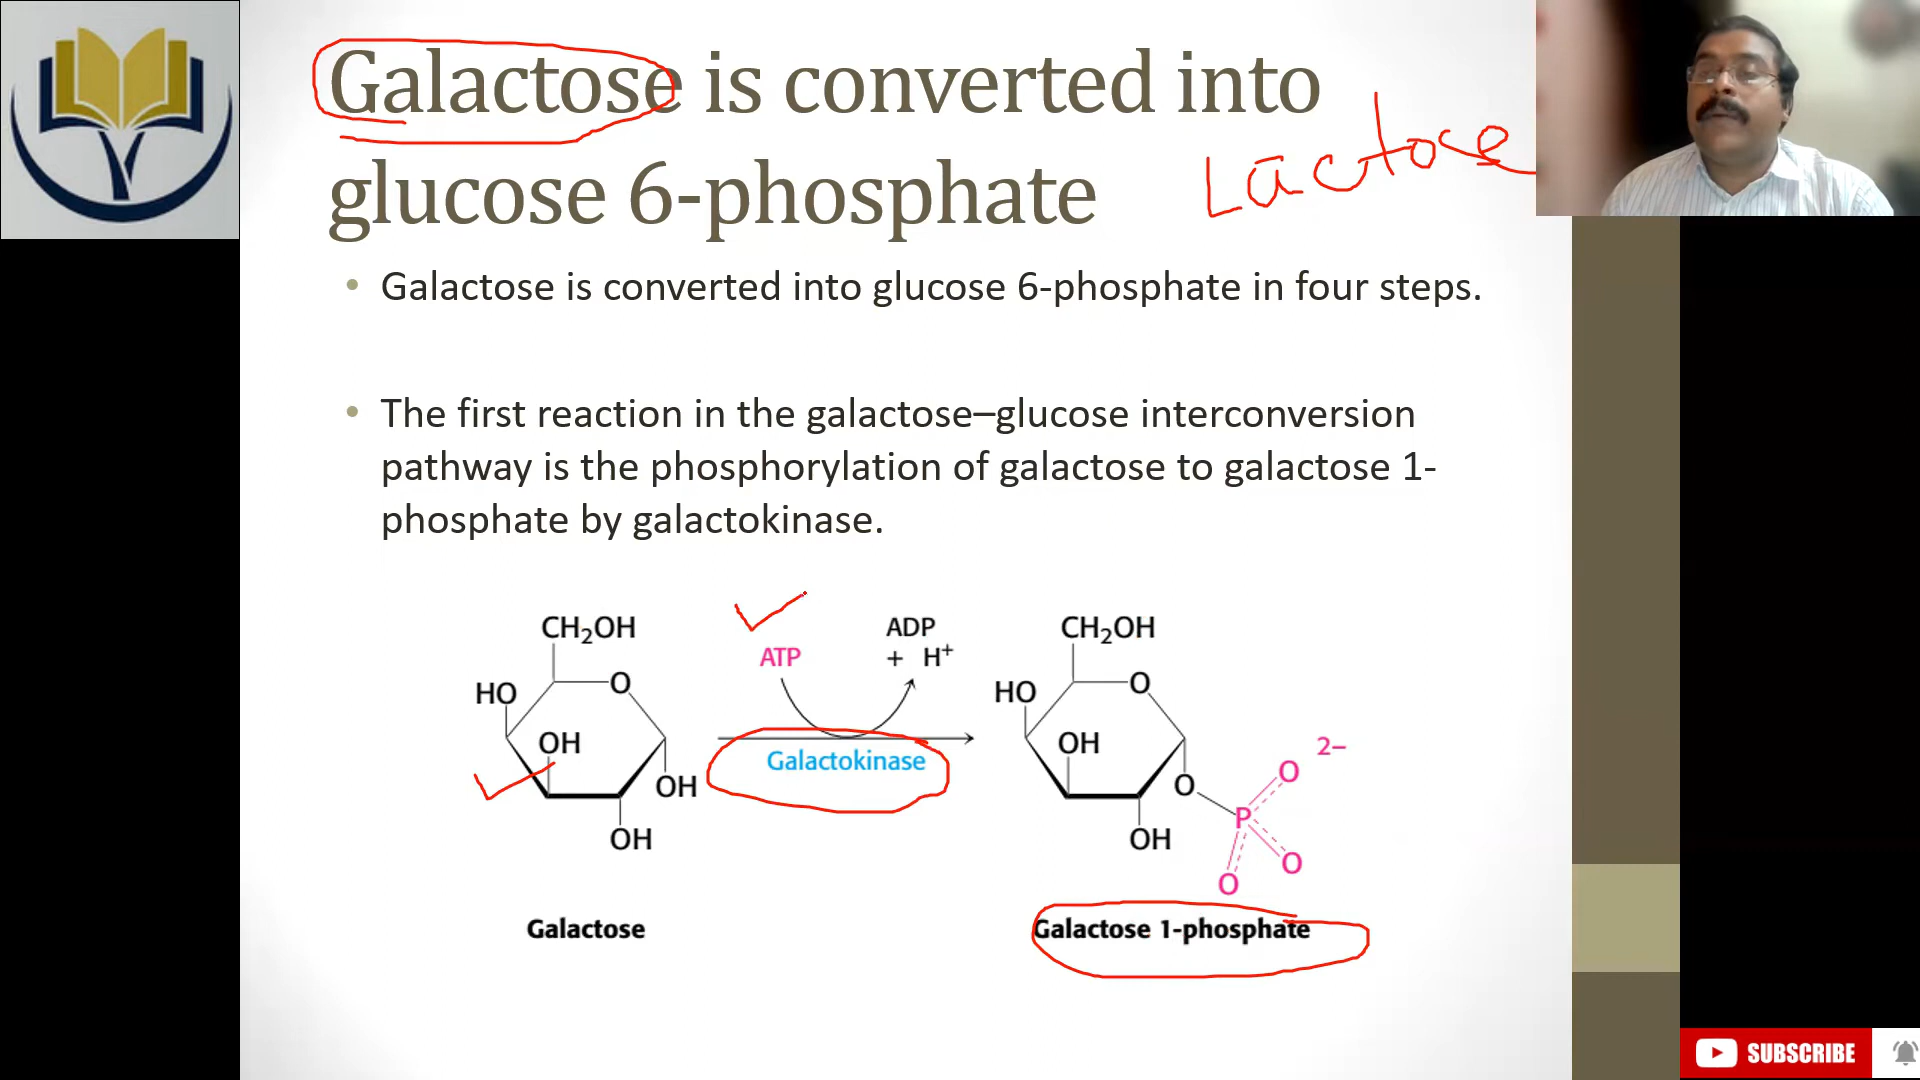 Galactose is converted into
glucose 6-phosphate
Lactose
• Galactose is converted into glucose 6-phosphate in four steps.
• The first reaction in the galactose–glucose interconversion
pathway is the phosphorylation of galactose to galactose 1-
phosphate by galactokinase.
CH₂OH
HO
O
OH
OH
OH
ATP
ADP
+ H⁺
Galactokinase
CH₂OH
HO
O
OH
O
OH
P
O
O
O
2–
Galactose
Galactose 1-phosphate
SUBSCRIBE